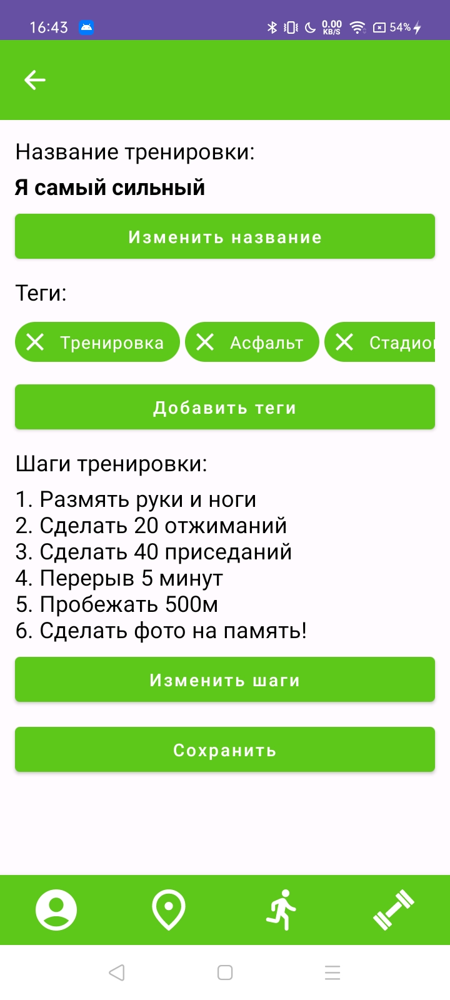 16:43
0.00
KB/S
54%
Название тренировки:
Я самый сильный
Изменить название
Теги:
Тренировка Асфальт
Добавить теги
Шаги тренировки:
1. Размять руки и ноги
2. Сделать 20 отжиманий
3. Сделать 40 приседаний
4. Перерыв 5 минут
5. Пробежать 500м
6. Сделать фото на память!
Изменить шаги
Сохранить